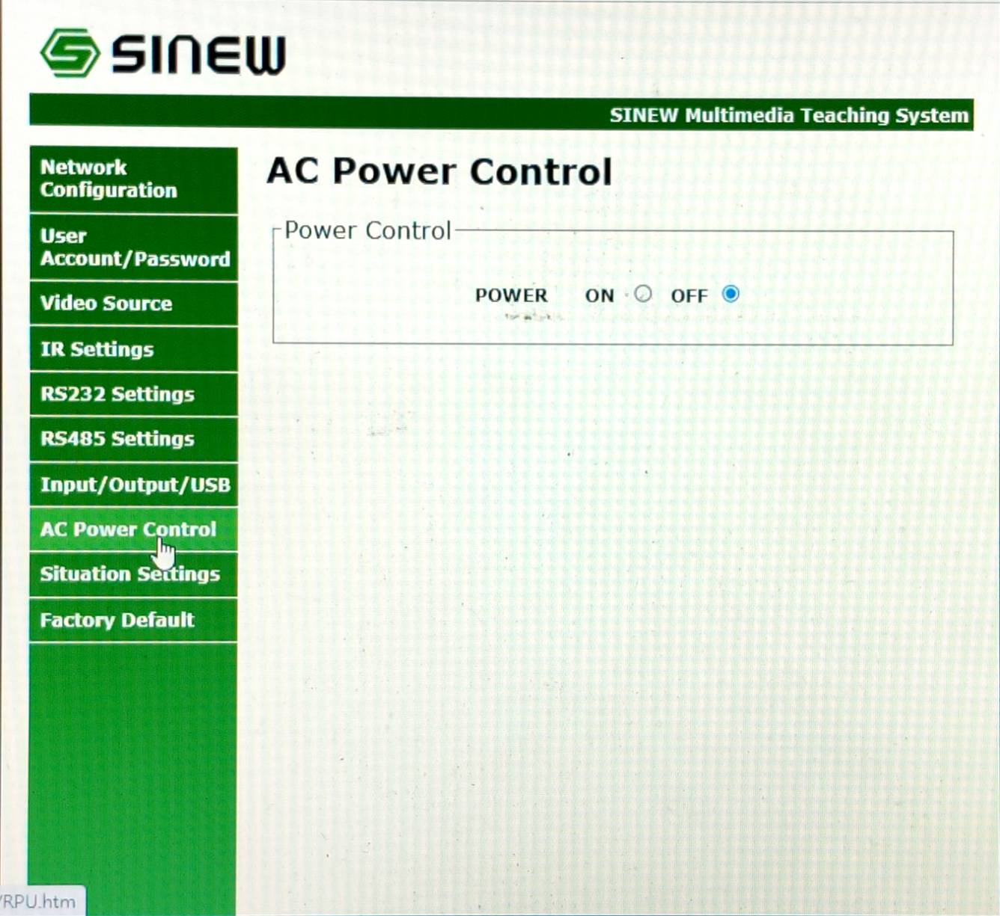 SINEW
SINEW Multimedia Teaching System
Network
Configuration
User
Account/Password
Video Source
IR Settings
RS232 Settings
RS485 Settings
Input/Output/USB
AC Power Control
Situation Settings
Factory Default
AC Power Control
Power Control
POWER ON OFF
/RPU.htm